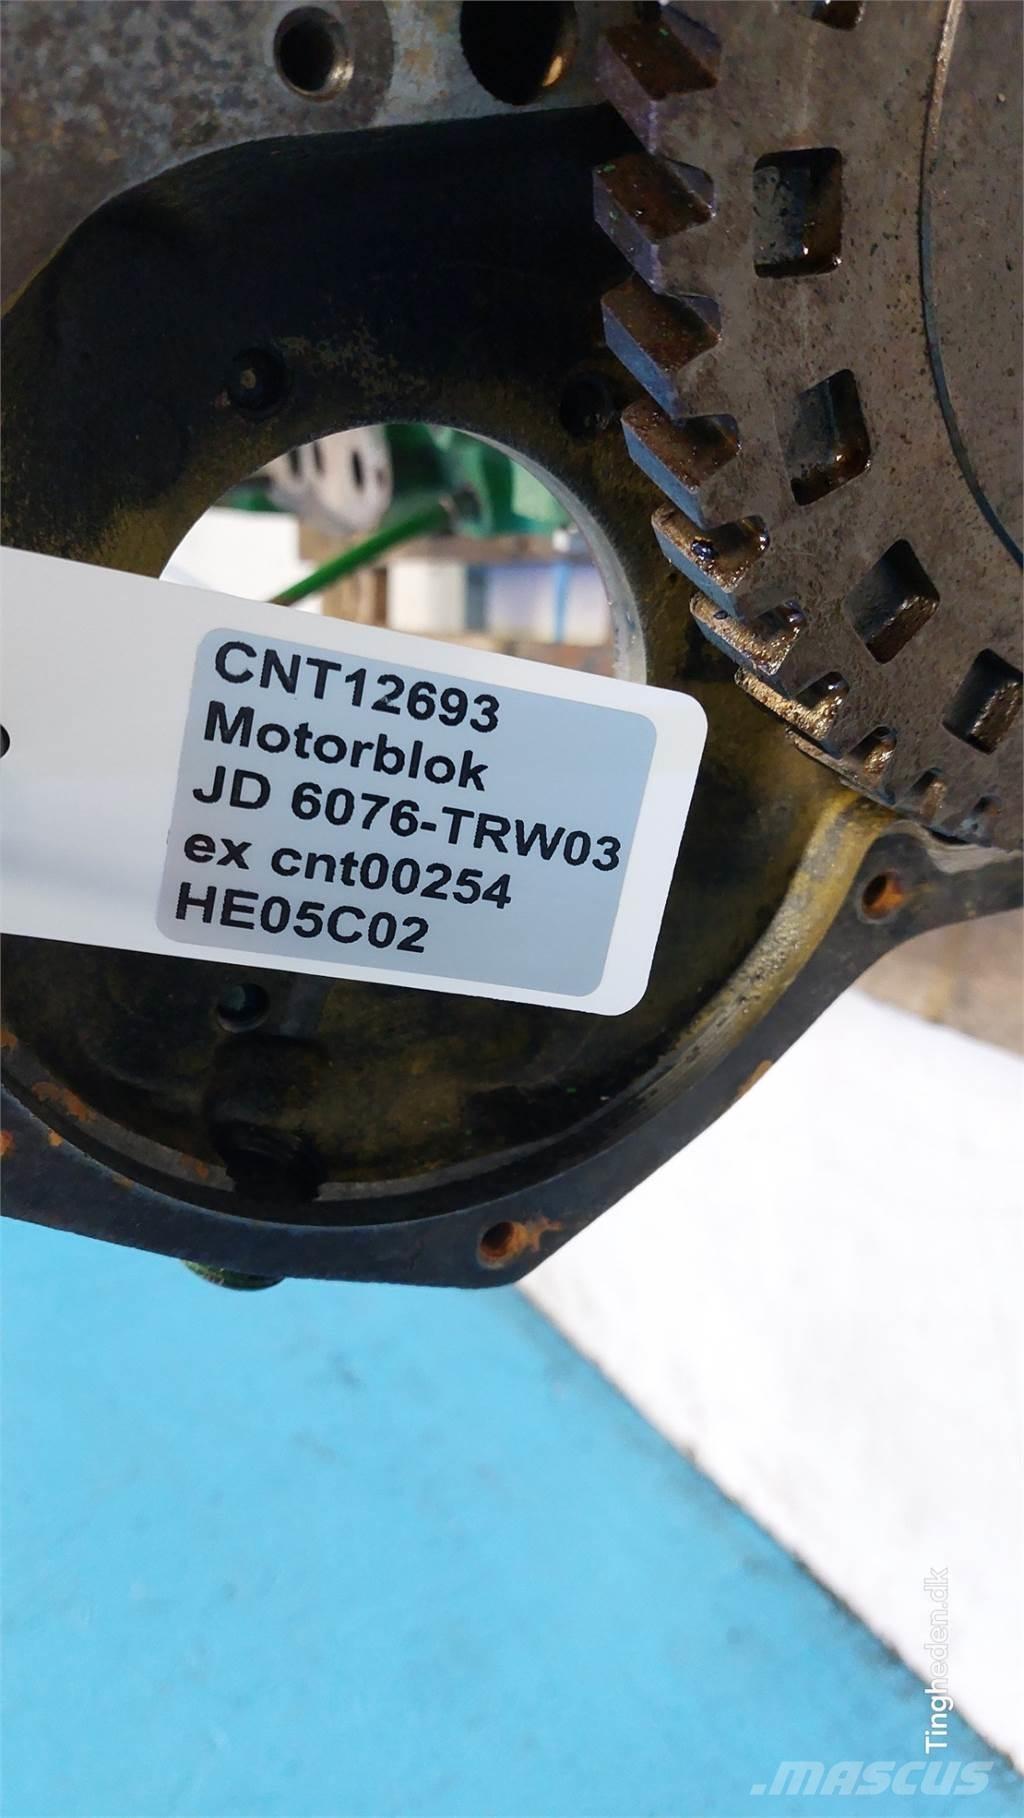 CNT12693
Motorblok
JD 6076-TRW03
ex cnt00254
HE05C02
Tingheden.dk
.MASCUS